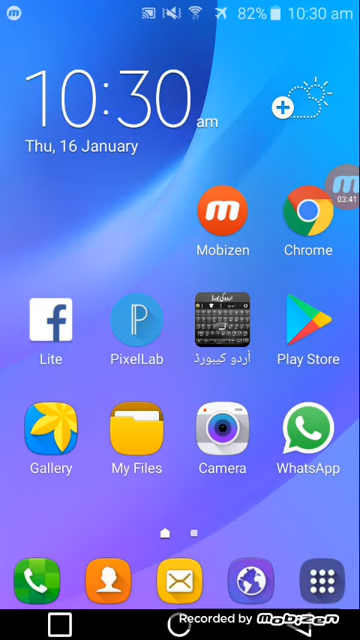 82% 10:30 am
10:30 am
Thu, 16 January
03:41
Mobizen
Chrome
Lite
PixelLab
اُردو کیبورڈ
Play Store
Gallery
My Files
Camera
WhatsApp
Recorded by Mobizen